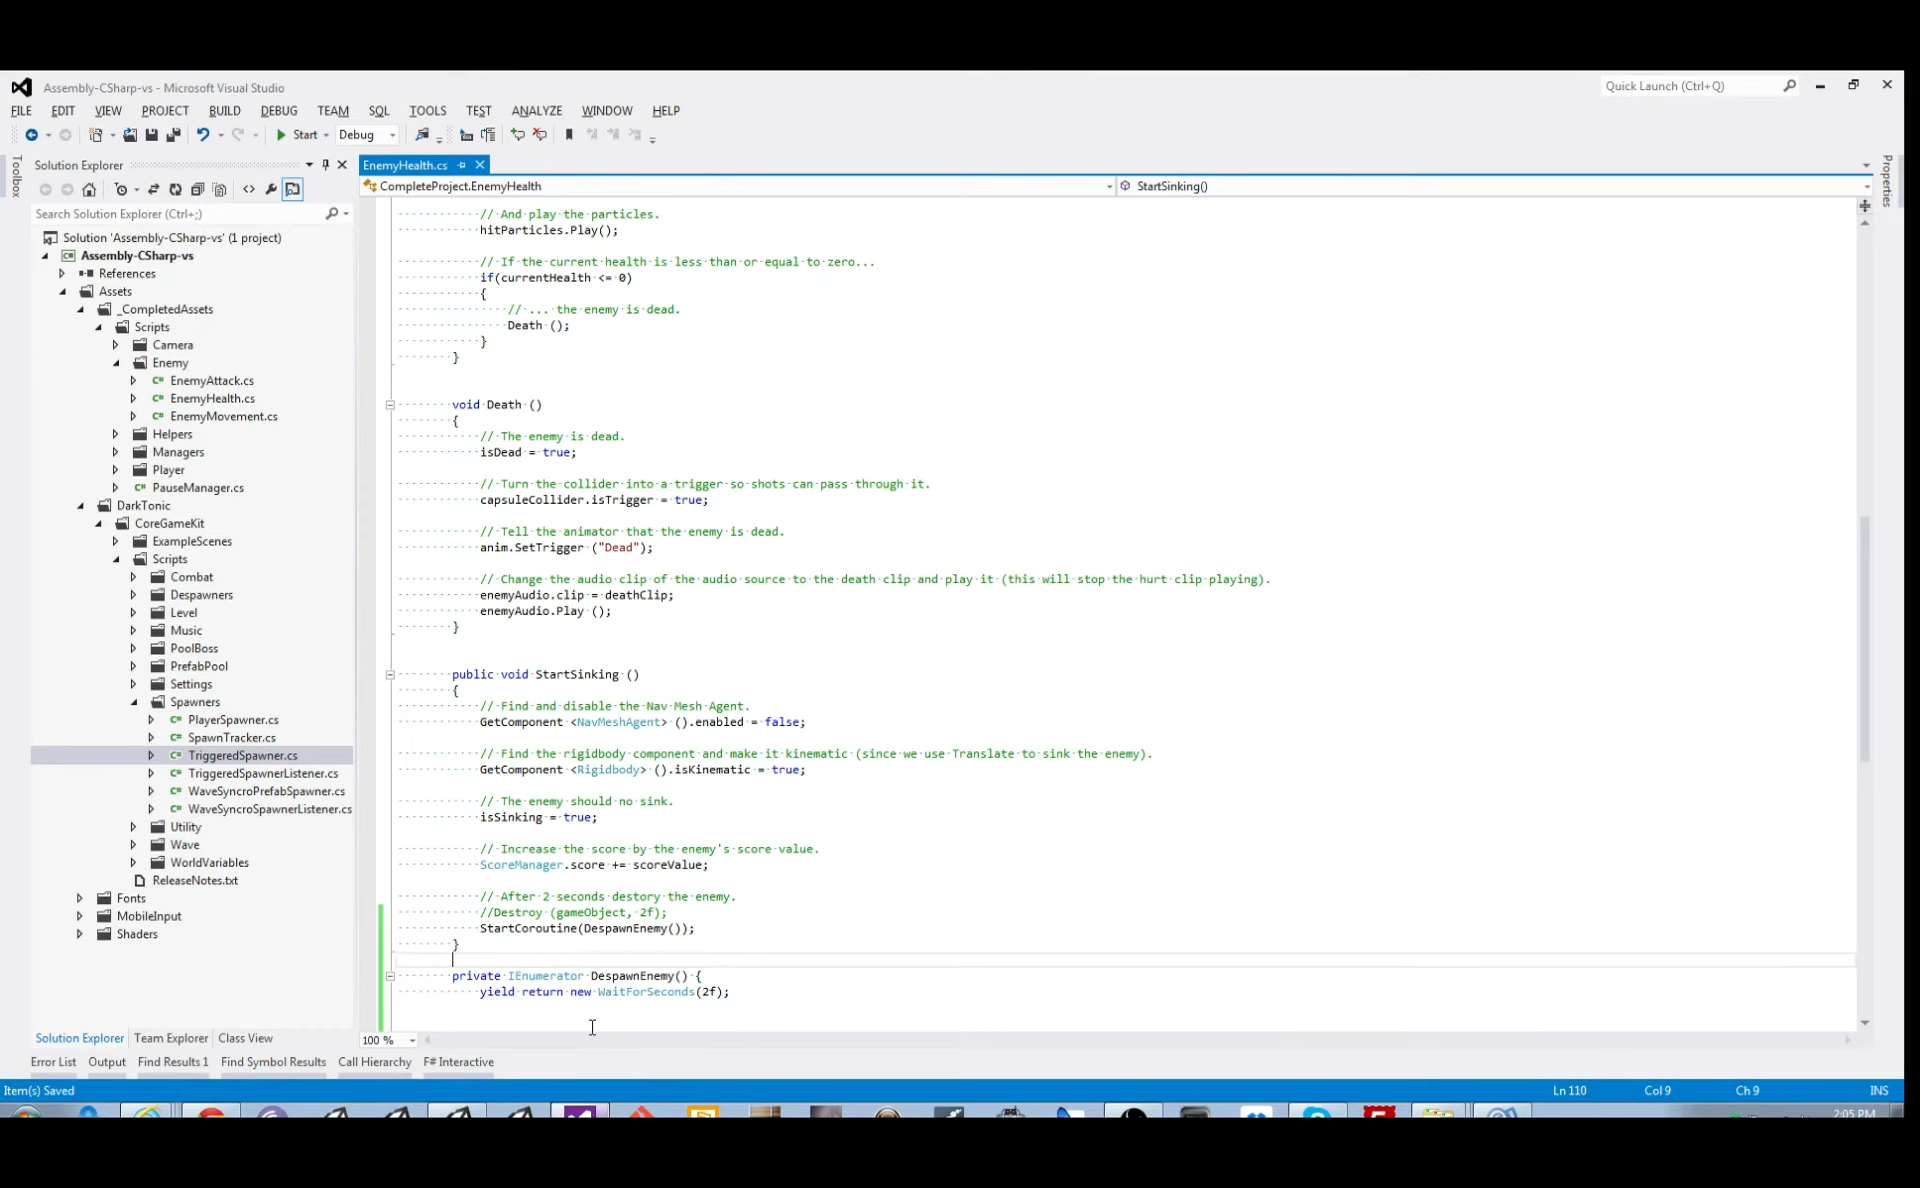 Assembly-CSharp-vs - Microsoft Visual Studio
Quick Launch (Ctrl+Q)
FILE EDIT VIEW PROJECT BUILD DEBUG TEAM SQL TOOLS TEST ANALYZE WINDOW HELP
Start Debug
Toolbox
Solution Explorer
Search Solution Explorer (Ctrl+;)
Solution 'Assembly-CSharp-vs' (1 project)
Assembly-CSharp-vs
References
Assets
_CompletedAssets
Scripts
Camera
Enemy
EnemyAttack.cs
EnemyHealth.cs
EnemyMovement.cs
Helpers
Managers
Player
PauseManager.cs
DarkTonic
CoreGameKit
ExampleScenes
Scripts
Combat
Despawners
Level
Music
PoolBoss
PrefabPool
Settings
Spawners
PlayerSpawner.cs
SpawnTracker.cs
TriggeredSpawner.cs
TriggeredSpawnerListener.cs
WaveSyncroPrefabSpawner.cs
WaveSyncroSpawnerListener.cs
Utility
Wave
WorldVariables
ReleaseNotes.txt
Fonts
MobileInput
Shaders
Solution Explorer Team Explorer Class View
EnemyHealth.cs
CompleteProject.EnemyHealth
StartSinking()
Properties
// And play the particles.
hitParticles.Play();
// If the current health is less than or equal to zero...
if(currentHealth <= 0)
{
// ... the enemy is dead.
Death ();
}
}
void Death ()
{
// The enemy is dead.
isDead = true;
// Turn the collider into a trigger so shots can pass through it.
capsuleCollider.isTrigger = true;
// Tell the animator that the enemy is dead.
anim.SetTrigger ("Dead");
// Change the audio clip of the audio source to the death clip and play it (this will stop the hurt clip playing).
enemyAudio.clip = deathClip;
enemyAudio.Play ();
}
public void StartSinking ()
{
// Find and disable the Nav Mesh Agent.
GetComponent <NavMeshAgent> ().enabled = false;
// Find the rigidbody component and make it kinematic (since we use Translate to sink the enemy).
GetComponent <Rigidbody> ().isKinematic = true;
// The enemy should no sink.
isSinking = true;
// Increase the score by the enemy's score value.
ScoreManager.score += scoreValue;
// After 2 seconds destory the enemy.
//Destroy (gameObject, 2f);
StartCoroutine(DespawnEnemy());
}
private IEnumerator DespawnEnemy() {
yield return new WaitForSeconds(2f);
100 %
Error List Output Find Results 1 Find Symbol Results Call Hierarchy F# Interactive
Item(s) Saved
Ln 110 Col 9 Ch 9 INS
2:05 PM